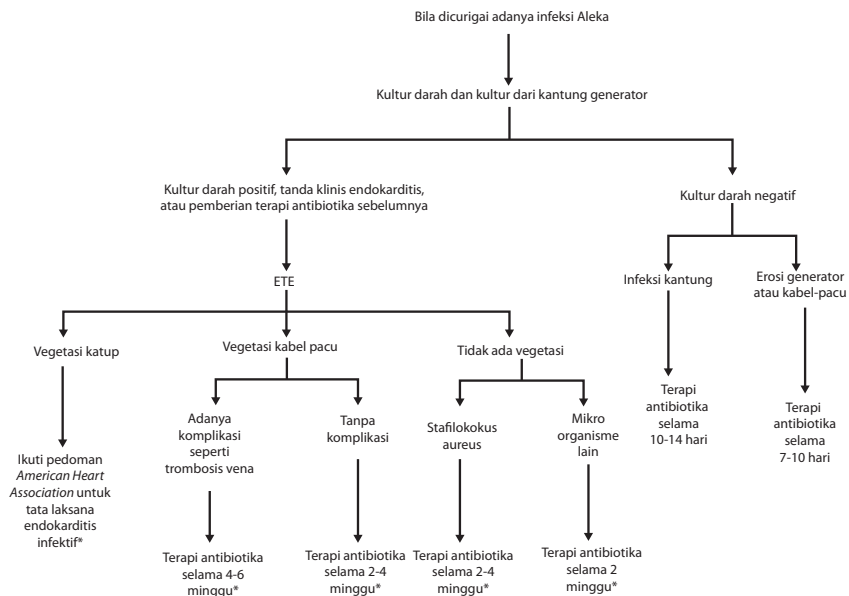 Bila dicurigai adanya infeksi Aleka
Kultur darah dan kultur dari kantung generator
Kultur darah positif, tanda klinis endokarditis,
atau pemberian terapi antibiotika sebelumnya
Kultur darah negatif
ETE
Infeksi kantung
Erosi generator
atau kabel-pacu
Vegetasi katup
Vegetasi kabel pacu
Tidak ada vegetasi
Adanya
komplikasi
seperti
trombosis vena
Tanpa
komplikasi
Stafilokokus
aureus
Mikro
organisme
lain
Terapi
antibiotika
selama
10-14 hari
Terapi
antibiotika
selama
7-10 hari
Ikuti pedoman
American Heart
Association untuk
tata laksana
endokarditis
infektif*
Terapi antibiotika
selama 4-6
minggu*
Terapi antibiotika
selama 2-4
minggu*
Terapi antibiotika
selama 2-4
minggu*
Terapi antibiotika
selama 2
minggu*